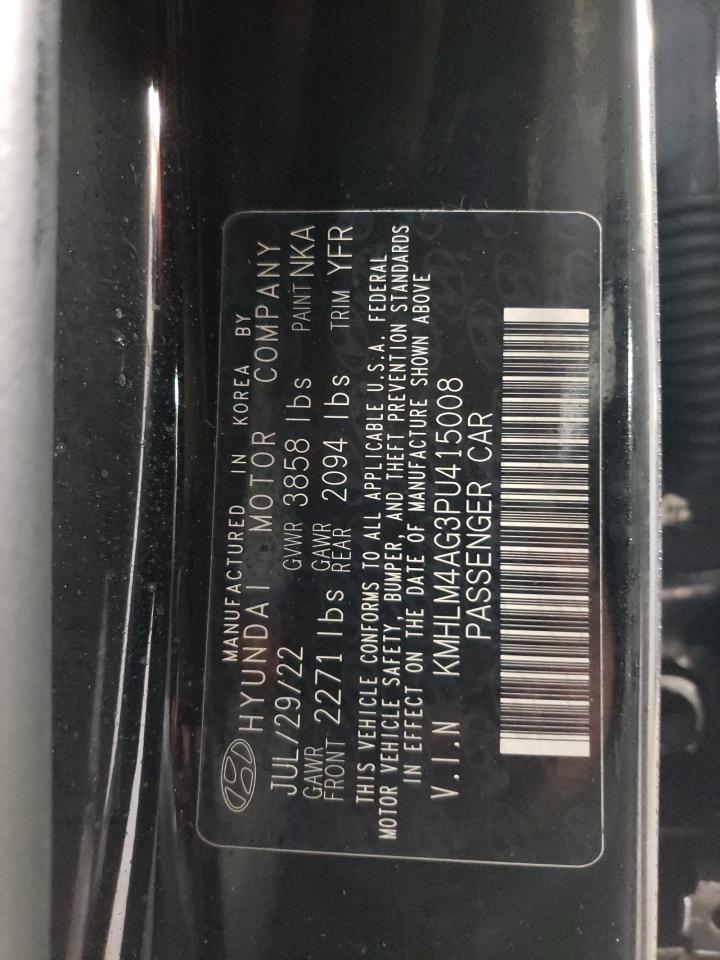 MANUFACTURED IN KOREA BY
HYUNDAI MOTOR COMPANY
JUL/29/22 GVWR 3858 lbs PAINT NKA
GAWR FRONT 2271 lbs GAWR REAR 2094 lbs TRIM YFR
THIS VEHICLE CONFORMS TO ALL APPLICABLE U.S.A. FEDERAL
MOTOR VEHICLE SAFETY, BUMPER, AND THEFT PREVENTION STANDARDS
IN EFFECT ON THE DATE OF MANUFACTURE SHOWN ABOVE
V.I.N KMHLM4AG3PU415008
PASSENGER CAR